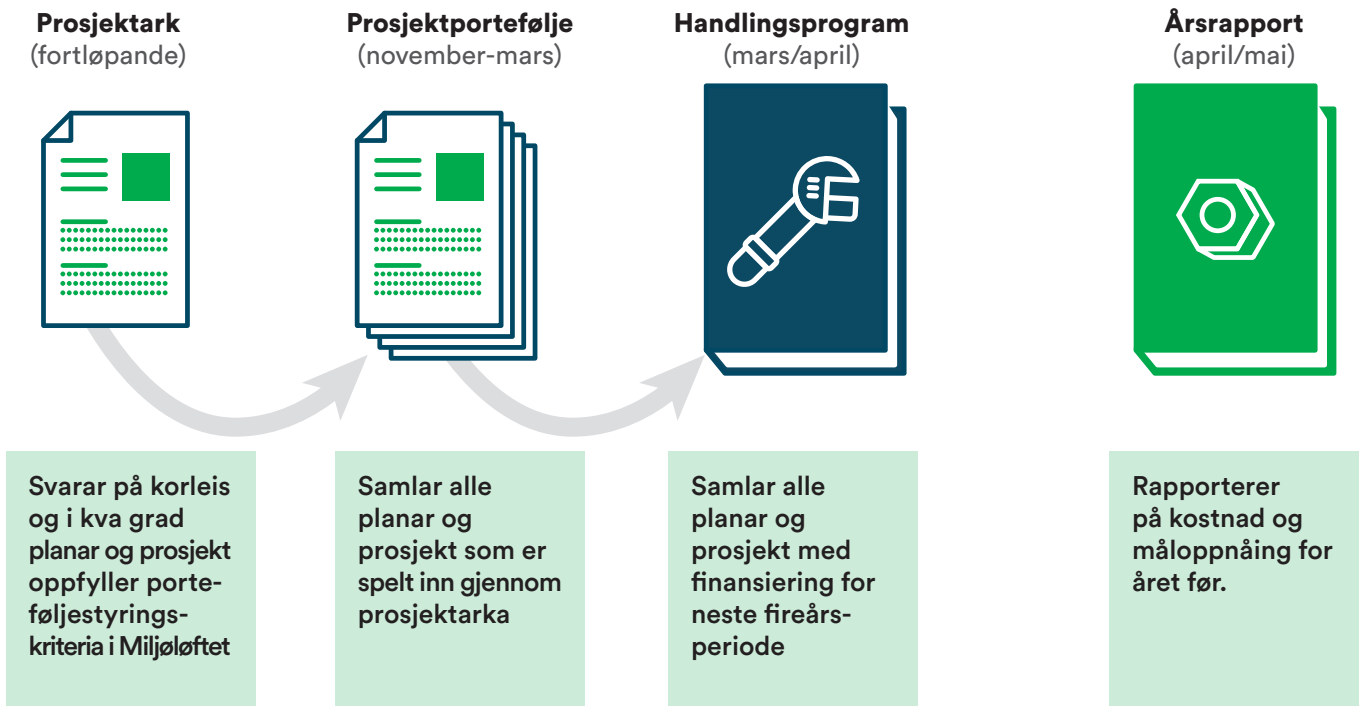 Prosjektark
(fortløpande)
Svarar på korleis
og i kva grad
planar og prosjekt
oppfyller porte-
føljestyrings-
kriteria i Miljøløftet
Prosjektportefølje
(november-mars)
Samlar alle
planar og
prosjekt som er
spelt inn gjennom
prosjektarka
Handlingsprogram
(mars/april)
Samlar alle
planar og
prosjekt med
finansiering for
neste fireårs-
periode
Årsrapport
(april/mai)
Rapporterer
på kostnad og
måloppnåing for
året før.